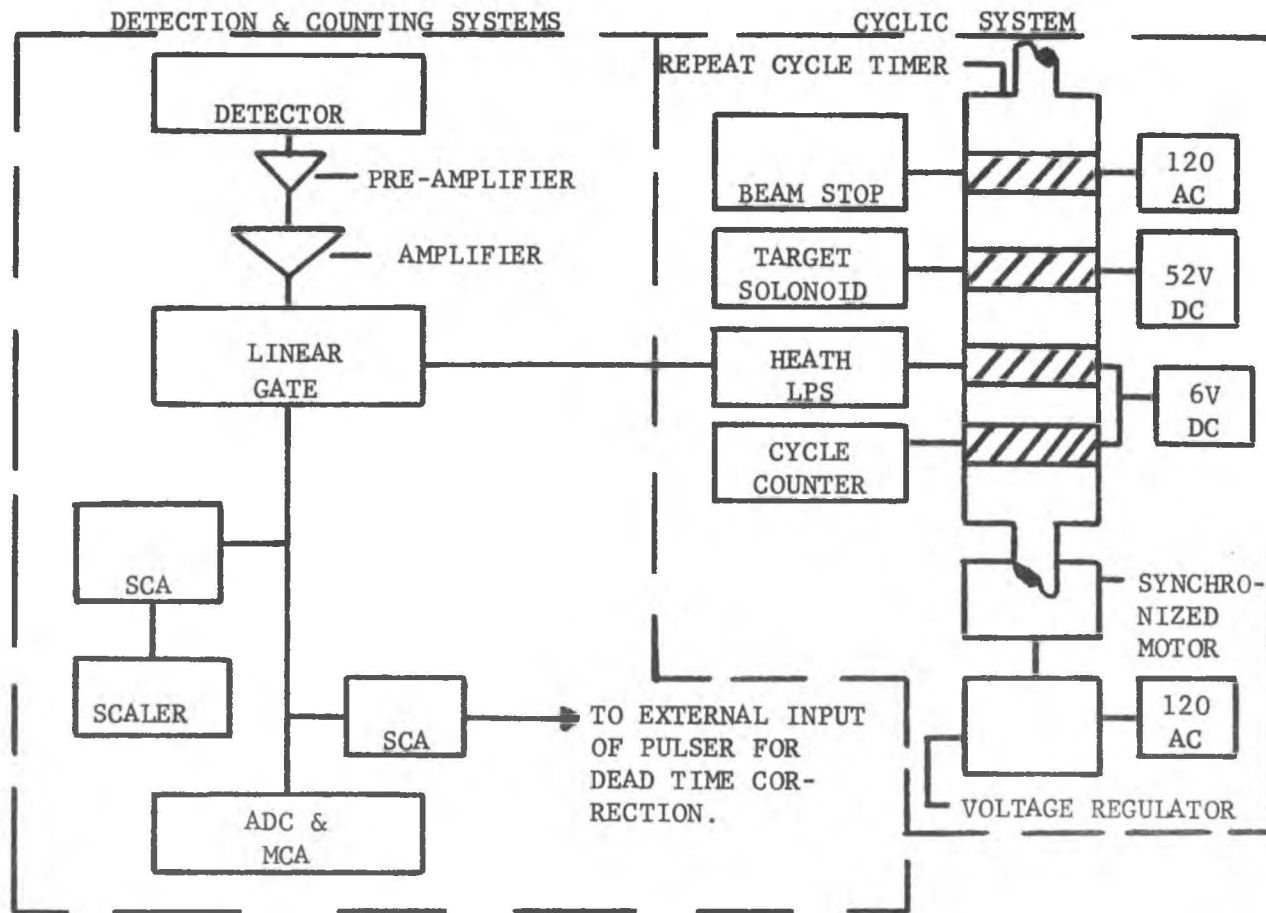 DETECTION & COUNTING SYSTEMS
DETECTOR
PRE-AMPLIFIER
AMPLIFIER
LINEAR
GATE
SCA
SCALER
SCA
TO EXTERNAL INPUT
OF PULSER FOR
DEAD TIME COR-
RECTION.
ADC &
MCA
CYCLIC SYSTEM
REPEAT CYCLE TIMER
BEAM STOP
120
AC
TARGET
SOLONOID
52V
DC
HEATH
LPS
6V
DC
CYCLE
COUNTER
SYNCHRO-
NIZED
MOTOR
120
AC
VOLTAGE REGULATOR